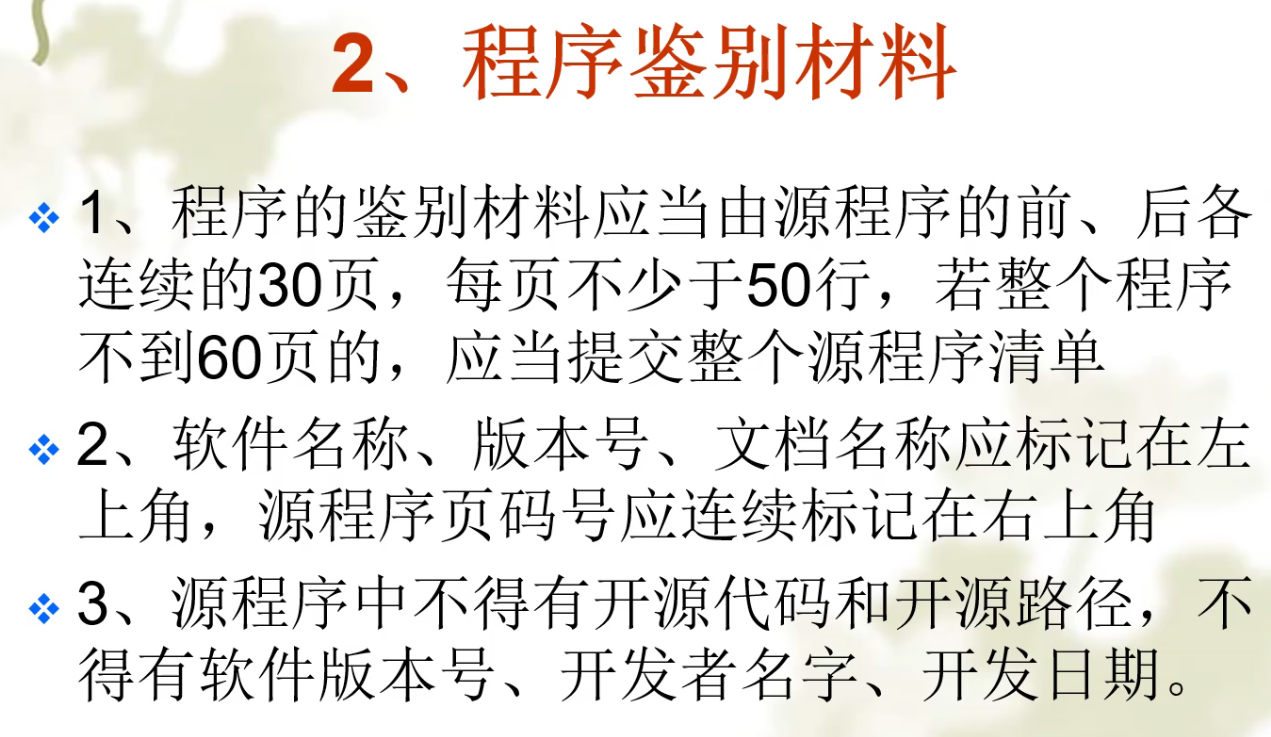 2、程序鉴别材料
1、程序的鉴别材料应当由源程序的前、后各
连续的30页，每页不少于50行，若整个程序
不到60页的，应当提交整个源程序清单
2、软件名称、版本号、文档名称应标记在左
上角，源程序页码号应连续标记在右上角
3、源程序中不得有开源代码和开源路径，不
得有软件版本号、开发者名字、开发日期。